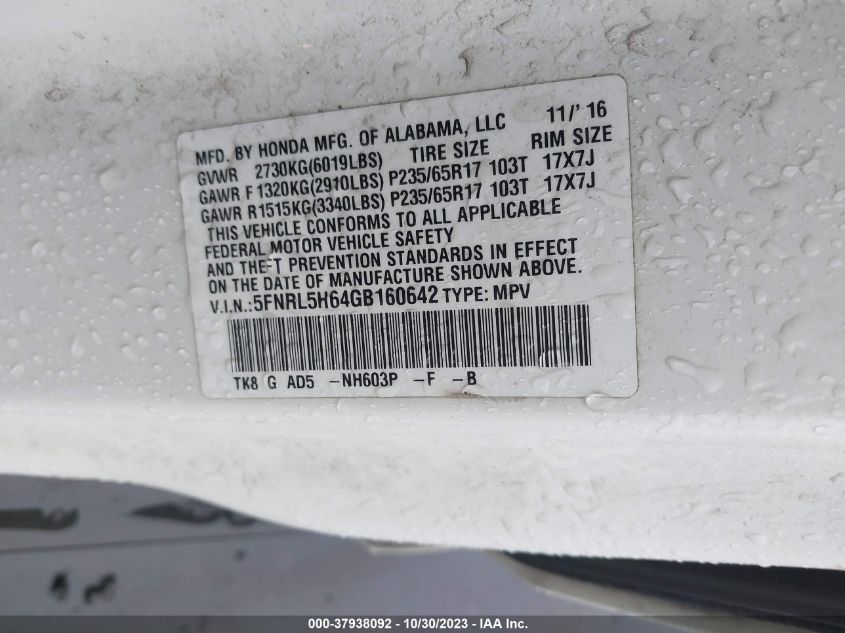 MFD. BY HONDA MFG. OF ALABAMA, LLC 11/' 16
GVWR 2730KG(6019LBS) TIRE SIZE RIM SIZE
GAWR F 1320KG(2910LBS) P235/65R17 103T 17X7J
GAWR R1515KG(3340LBS) P235/65R17 103T 17X7J
THIS VEHICLE CONFORMS TO ALL APPLICABLE
FEDERAL MOTOR VEHICLE SAFETY
AND THEFT PREVENTION STANDARDS IN EFFECT
ON THE DATE OF MANUFACTURE SHOWN ABOVE.
V.I.N.:5FNRL5H64GB160642 TYPE: MPV
TK8 G AD5 -NH603P -F -B
000-37938092 - 10/30/2023 - IAA Inc.